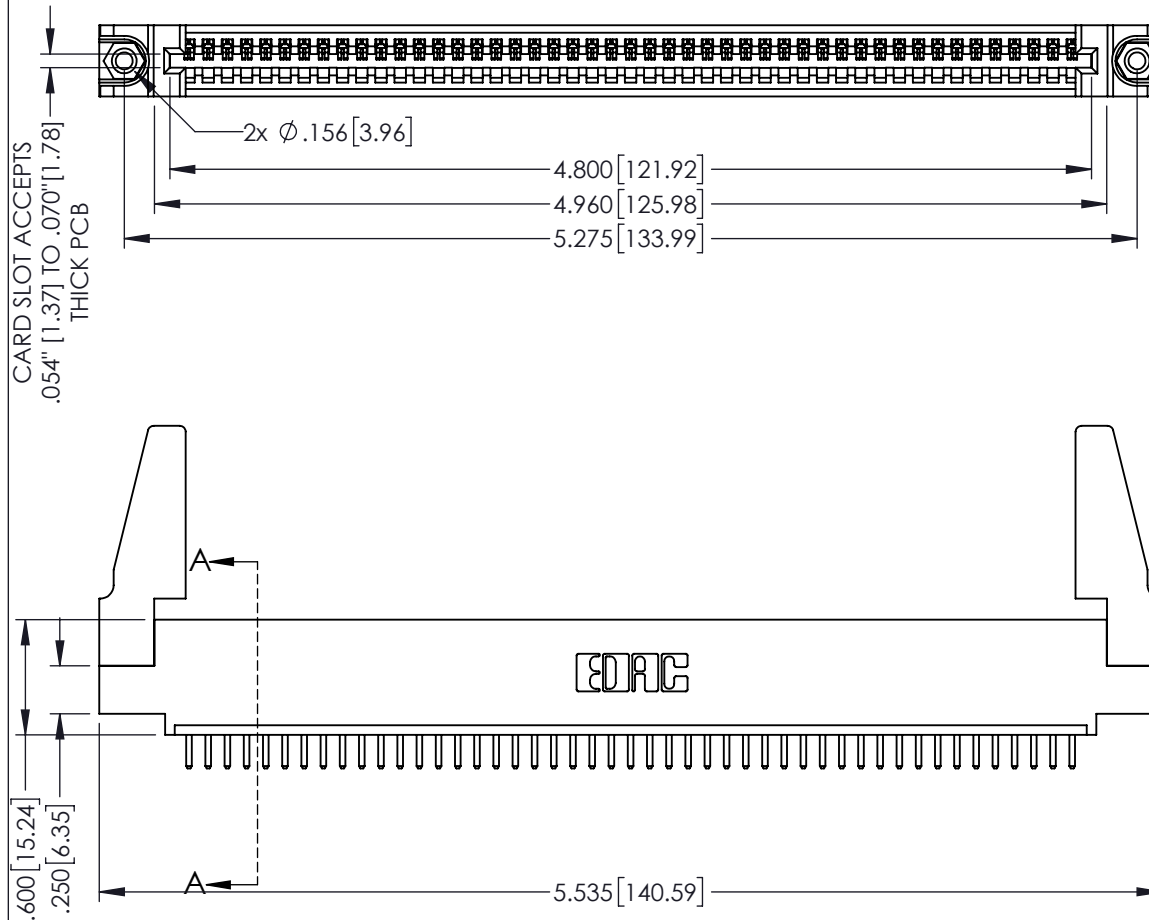 CARD SLOT ACCEPTS
.054" [1.37] TO .070"[1.78]
THICK PCB
2x Ø .156[3.96]
4.800[121.92]
4.960[125.98]
5.275[133.99]
A
EDAC
.600[15.24]
.250[6.35]
A
5.535[140.59]